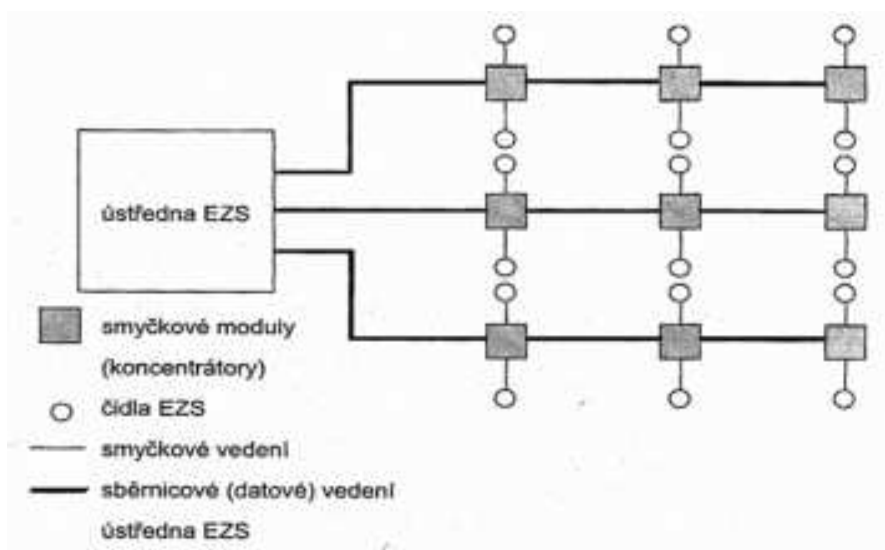 ústředna EZS
smyčkové moduly
(koncentrátory)
čidla EZS
smyčkové vedení
sběrnicové (datové) vedení
ústředna EZS